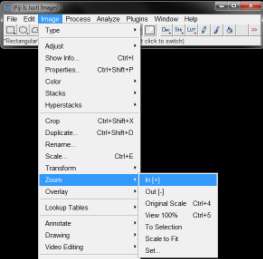 (Fiji Is Just) ImageJ
File Edit Image Process Analyze Plugins Window Help
Dev Stk LUT
*Rectangular
click to switch)
Type
Adjust
Show Info... Ctrl+I
Properties... Ctrl+Shift+P
Color
Stacks
Hyperstacks
Crop Ctrl+Shift+X
Duplicate... Ctrl+Shift+D
Rename...
Scale... Ctrl+E
Transform
Zoom
Overlay
Lookup Tables
Annotate
Drawing
Video Editing
In [+]
Out [-]
Original Scale Ctrl+4
View 100% Ctrl+5
To Selection
Scale to Fit
Set...